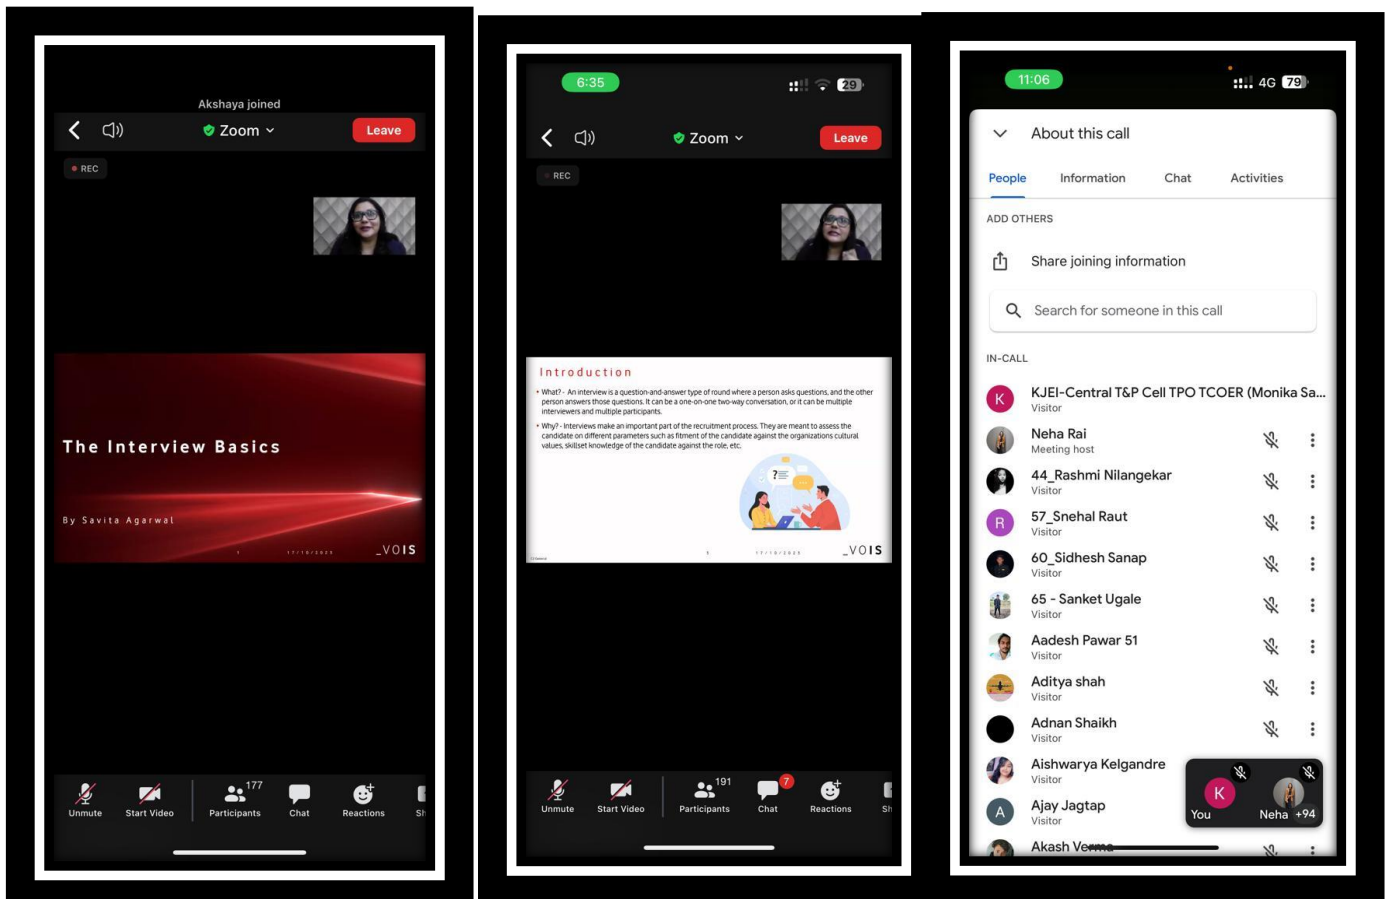 Akshaya joined
Zoom
Leave
REC
The Interview Basics
By Savita Agarwal
_VOIS
177
Unmute
Start Video
Participants
Chat
Reactions
6:35
29
Zoom
Leave
REC
Introduction
• What? - An interview is a question-and-answer type of round where a person asks questions, and the other
person answers those questions. It can be a one-on-one two-way conversation, or it can be multiple
interviewers and multiple participants.
• Why? - Interviews make an important part of the recruitment process. They are meant to assess the
candidate on different parameters such as fitment of the candidate against the organizations cultural
values, skillset knowledge of the candidate against the role, etc.
?
_VOIS
191
7
Unmute
Start Video
Participants
Chat
Reactions
11:06
4G 79
About this call
People
Information
Chat
Activities
ADD OTHERS
Share joining information
Search for someone in this call
IN-CALL
K
KJEI-Central T&P Cell TPO TCOER (Monika Sa...
Visitor
Neha Rai
Meeting host
44_Rashmi Nilangekar
Visitor
R
57_Snehal Raut
Visitor
60_Sidhesh Sanap
Visitor
65 - Sanket Ugale
Visitor
Aadesh Pawar 51
Visitor
Aditya shah
Visitor
Adnan Shaikh
Visitor
Aishwarya Kelgandre
Visitor
A
Ajay Jagtap
Visitor
Akash Verma
K
You
Neha +94